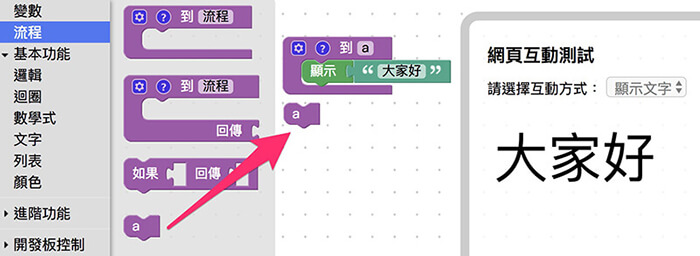 變數
流程
基本功能
邏輯
迴圈
數學式
文字
列表
顏色
進階功能
開發板控制
? 到 流程
? 到 流程
回傳
如果 回傳
a
? 到 a
顯示 “ 大家好 ”
a
網頁互動測試
請選擇互動方式： 顯示文字
大家好